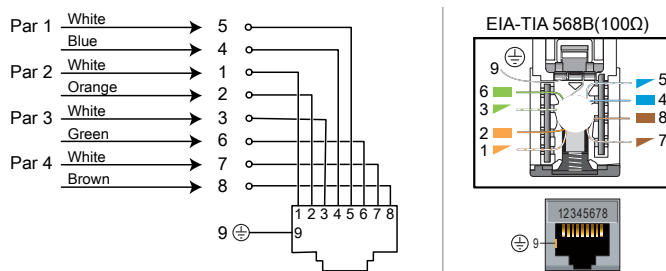 Par 1 White 5
Blue 4
Par 2 White 1
Orange 2
Par 3 White 3
Green 6
Par 4 White 7
Brown 8
1 2 3 4 5 6 7 8
9 9
EIA-TIA 568B(100Ω)
9 5
6 4
3 8
2 7
1
12345678
9